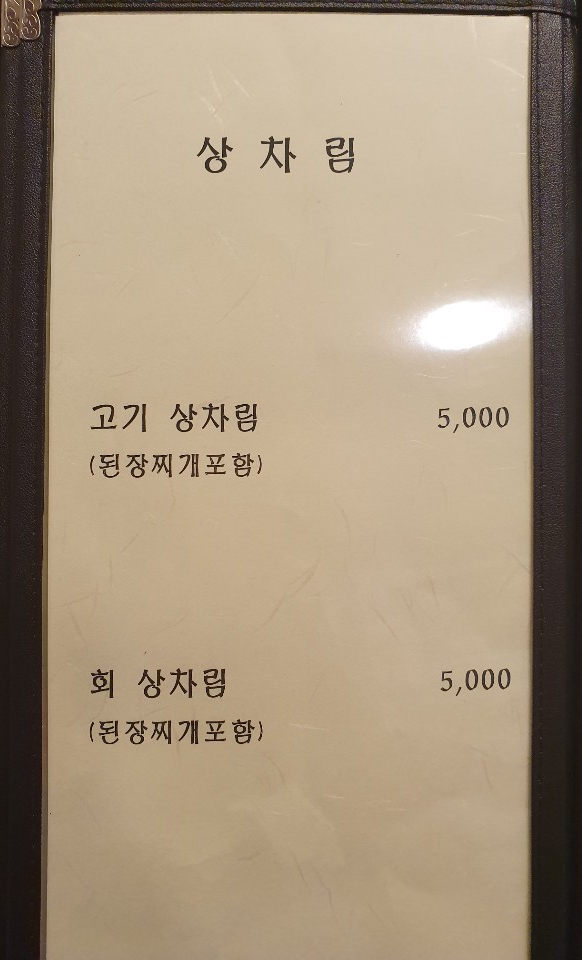 상 차 림
고기 상차림 5,000
(된장찌개포함)
회 상차림 5,000
(된장찌개포함)